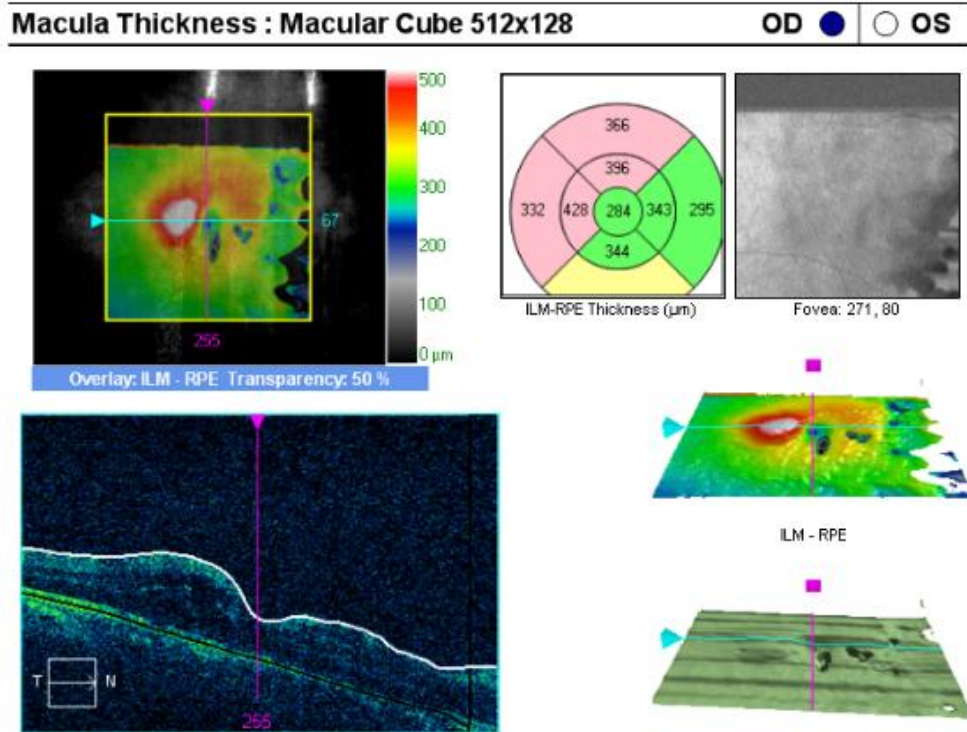 Macula Thickness : Macular Cube 512x128 OD OS
500
400
300
200
100
0 µm
67
255
Overlay: ILM - RPE Transparency: 50 %
366
396
332 428 284 343 295
344
ILM-RPE Thickness (µm)
Fovea: 271, 80
ILM - RPE
T N
255